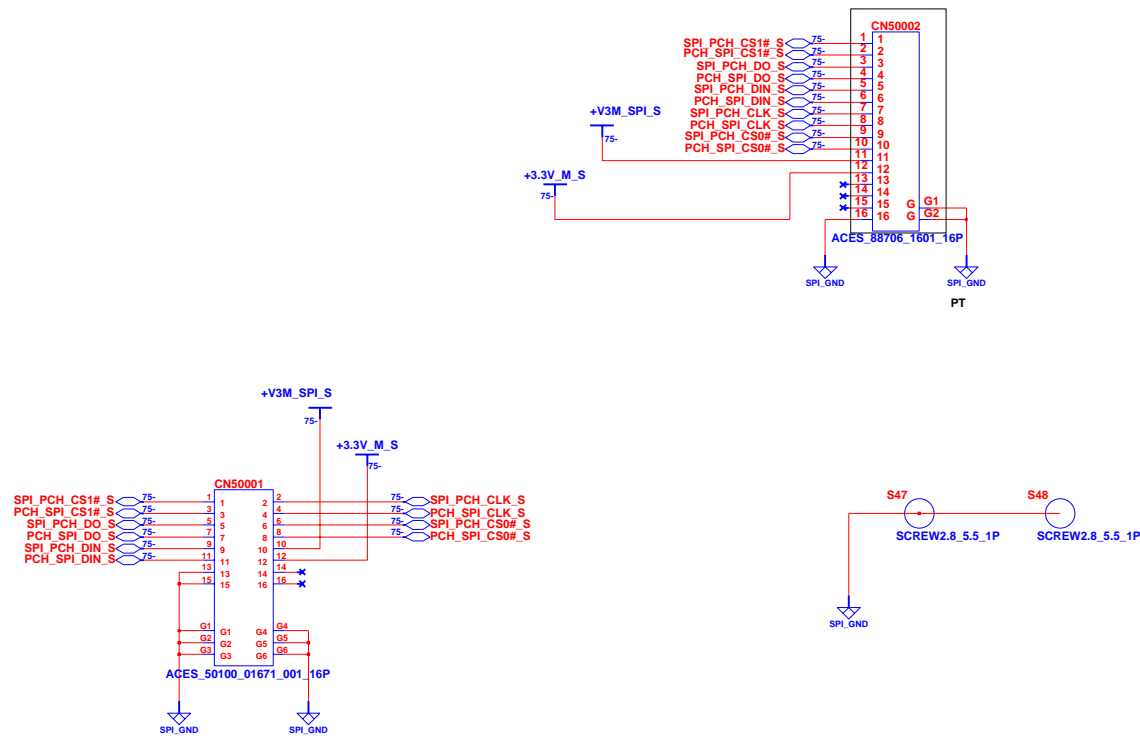 CN50002
SPI_PCH_CS1#_S 75- 1 1
PCH_SPI_CS1#_S 75- 2 2
SPI_PCH_DO_S 75- 3 3
PCH_SPI_DO_S 75- 4 4
SPI_PCH_DIN_S 75- 5 5
PCH_SPI_DIN_S 75- 6 6
SPI_PCH_CLK_S 75- 7 7
PCH_SPI_CLK_S 75- 8 8
SPI_PCH_CS0#_S 75- 9 9
PCH_SPI_CS0#_S 75- 10 10
+V3M_SPI_S
75-
11 11
12 12
+3.3V_M_S
75-
13 13
14 14
15 15 G G1
16 16 G G2
ACES_88706_1601_16P
SPI_GND
SPI_GND
PT
+V3M_SPI_S
75-
+3.3V_M_S
75-
CN50001
SPI_PCH_CS1#_S 75- 1 1 2 2 75- SPI_PCH_CLK_S
PCH_SPI_CS1#_S 75- 3 3 4 4 75- PCH_SPI_CLK_S
SPI_PCH_DO_S 75- 5 5 6 6 75- SPI_PCH_CS0#_S
PCH_SPI_DO_S 75- 7 7 8 8 75- PCH_SPI_CS0#_S
SPI_PCH_DIN_S 75- 9 9 10 10
PCH_SPI_DIN_S 75- 11 11 12 12
13 13 14 14
15 15 16 16
G1 G1 G4 G4
G2 G2 G5 G5
G3 G3 G6 G6
ACES_50100_01671_001_16P
SPI_GND
SPI_GND
S47
SCREW2.8_5.5_1P
S48
SCREW2.8_5.5_1P
SPI_GND